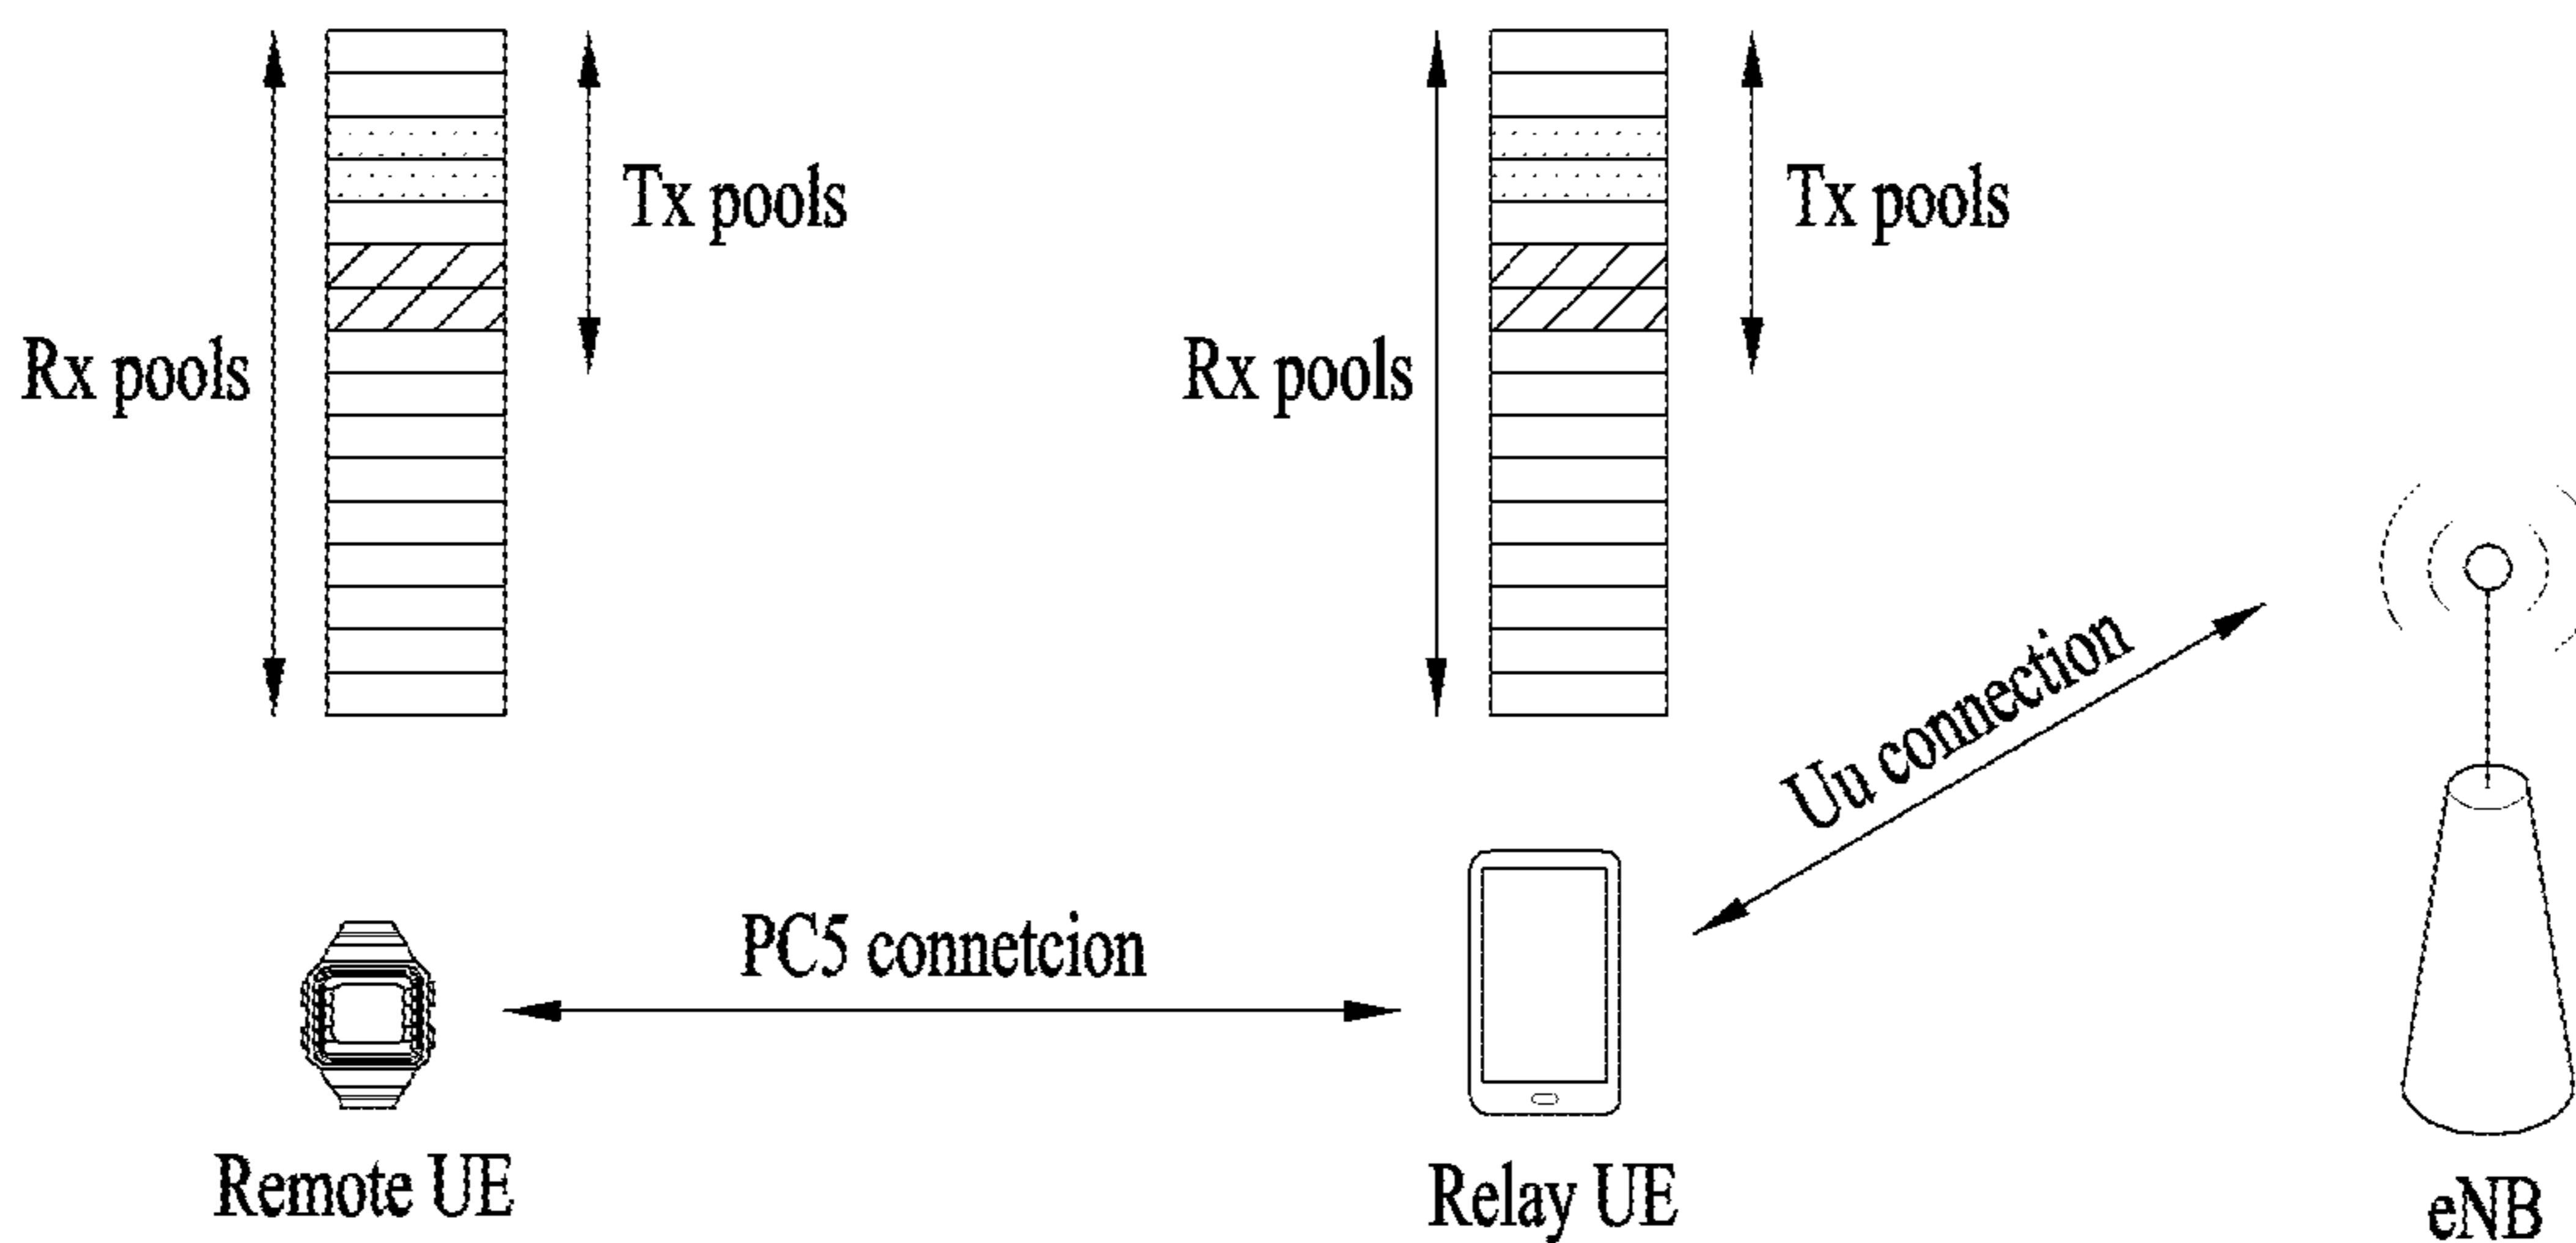 Tx pools
Tx pools
Rx pools
Rx pools
Uu connection
PC5 connetcion
Remote UE
Relay UE
eNB